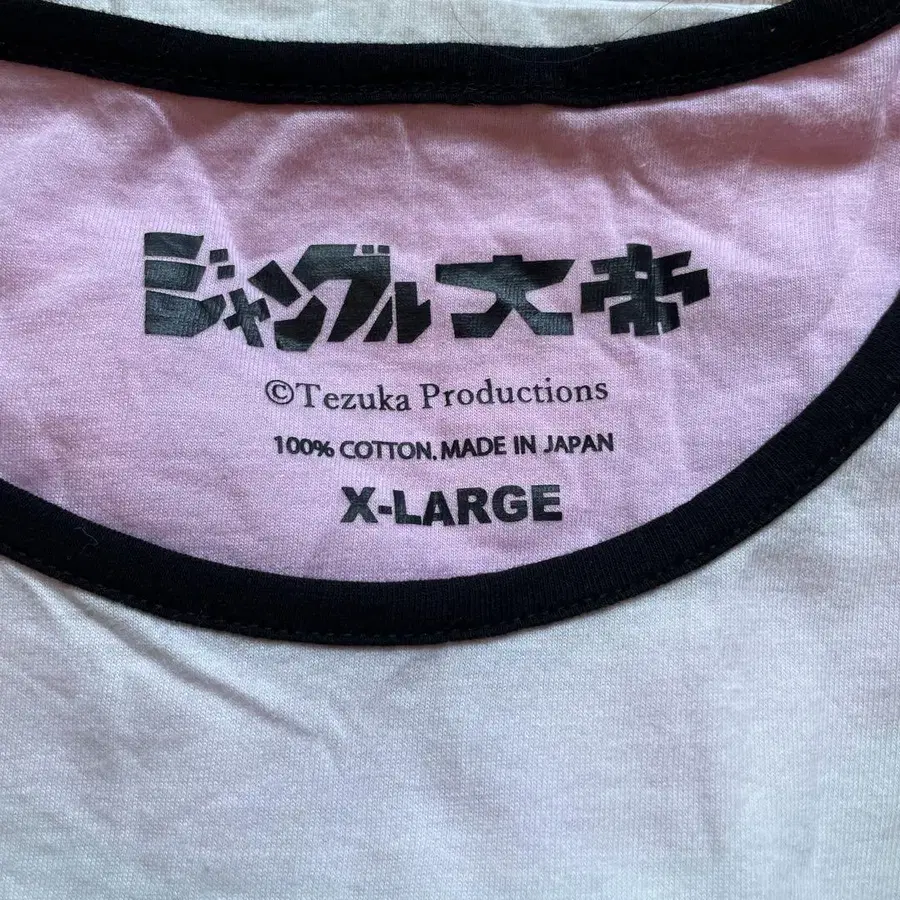 ジャングル大帝
©Tezuka Productions
100% COTTON. MADE IN JAPAN
X-LARGE